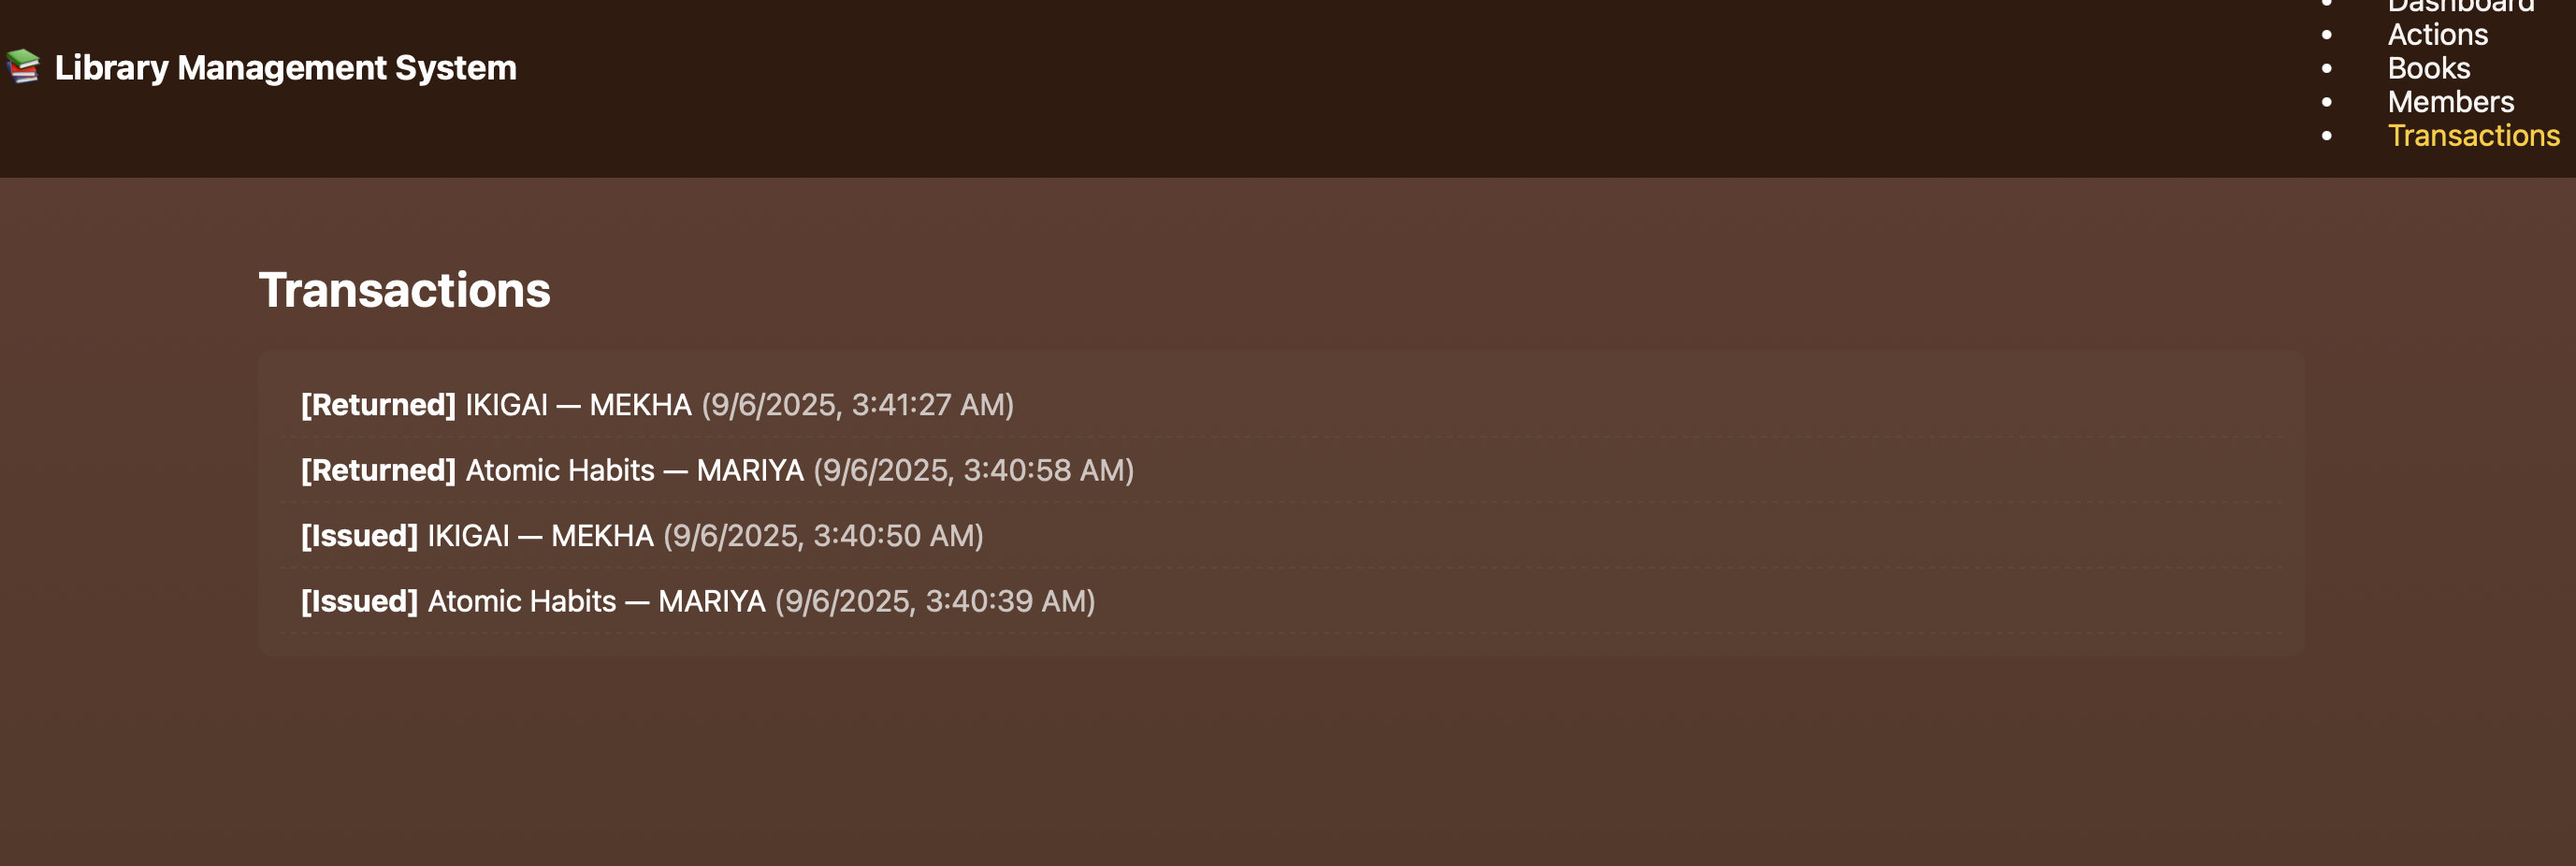 📚 Library Management System
• Dashboard
• Actions
• Books
• Members
• Transactions
Transactions
[Returned] IKIGAI — MEKHA (9/6/2025, 3:41:27 AM)
[Returned] Atomic Habits — MARIYA (9/6/2025, 3:40:58 AM)
[Issued] IKIGAI — MEKHA (9/6/2025, 3:40:50 AM)
[Issued] Atomic Habits — MARIYA (9/6/2025, 3:40:39 AM)